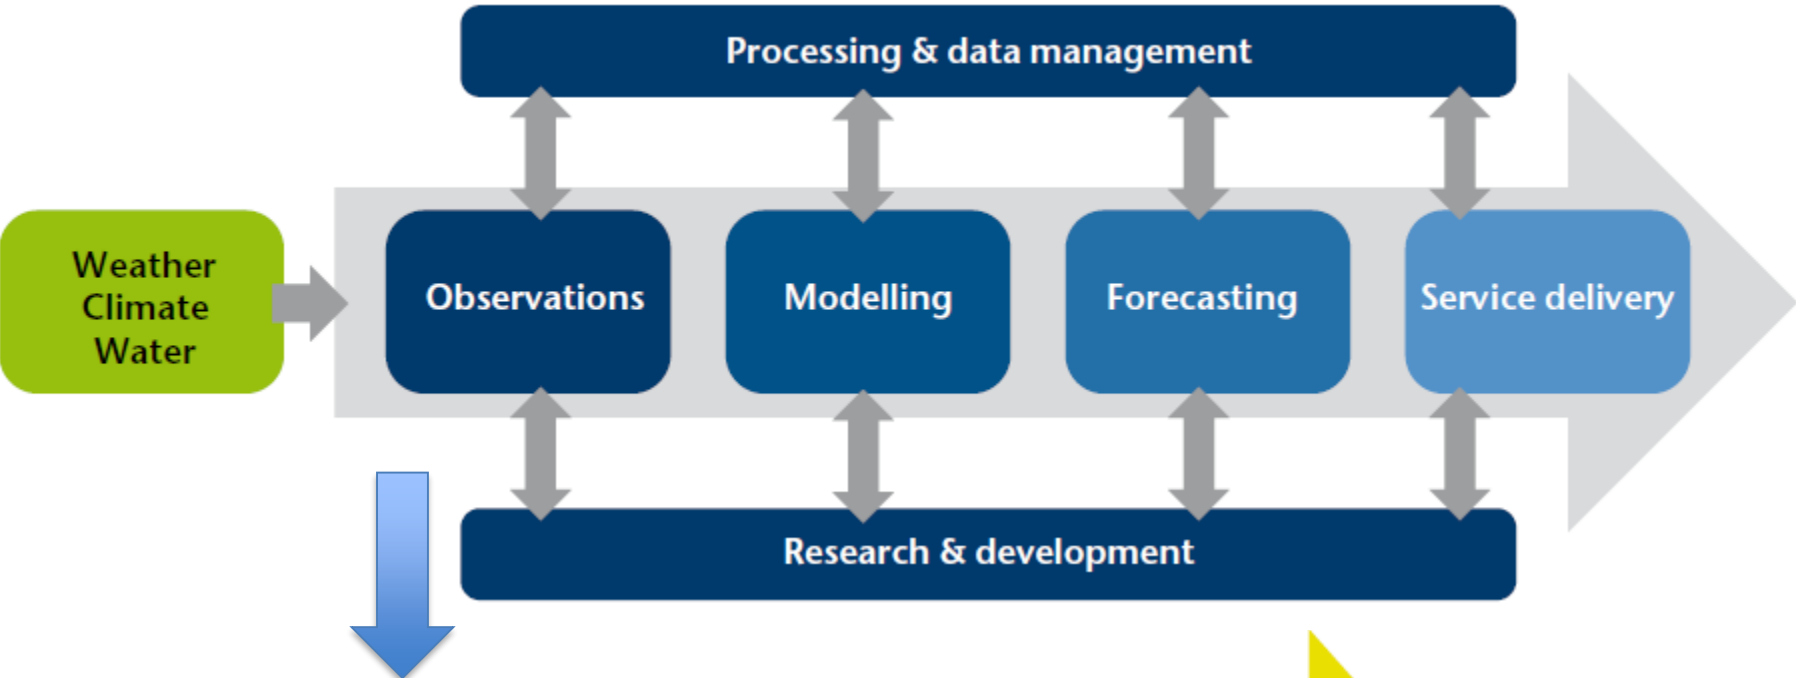 Processing & data management
Weather
Climate
Water
Observations
Modelling
Forecasting
Service delivery
Research & development